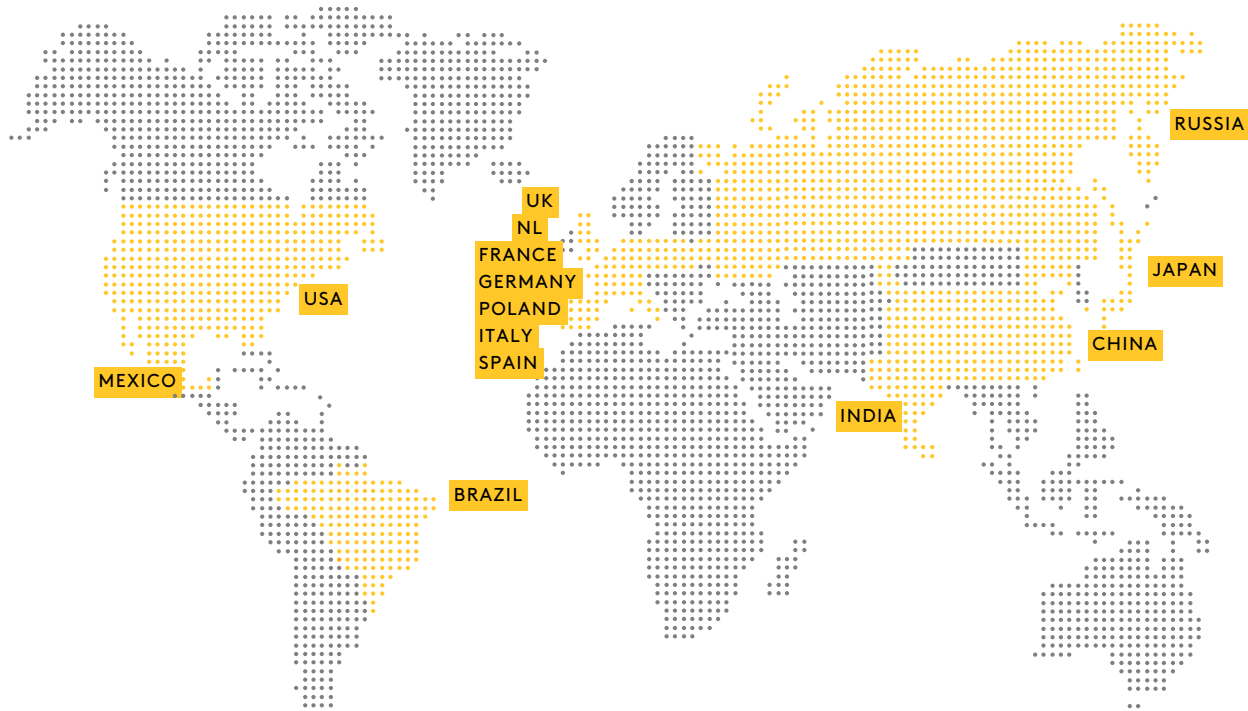 RUSSIA
UK
NL
FRANCE
GERMANY
POLAND
ITALY
SPAIN
JAPAN
USA
CHINA
MEXICO
INDIA
BRAZIL